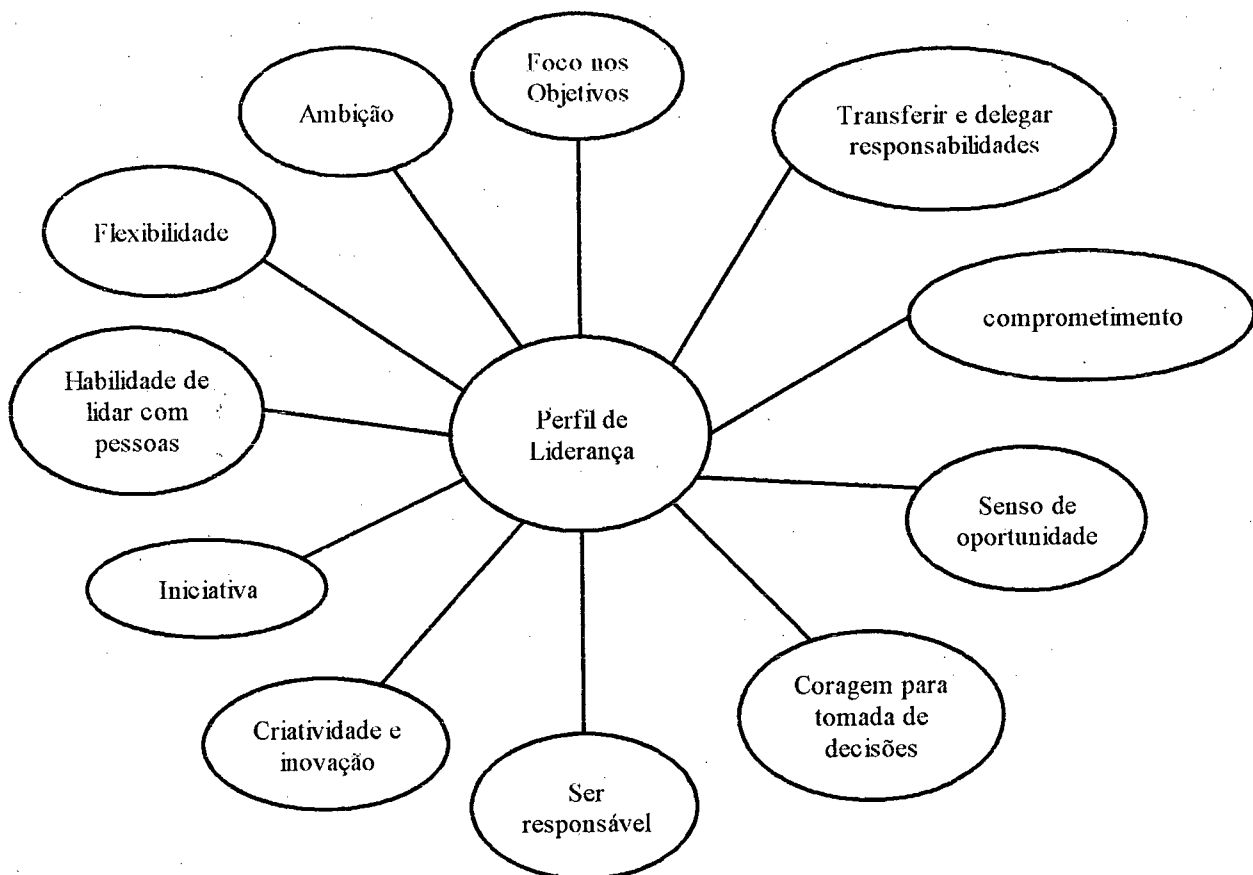 Foco nos
Objetivos
Ambição
Transferir e delegar
responsabilidades
Flexibilidade
comprometimento
Habilidade de
lidar com
pessoas
Perfil de
Liderança
Senso de
oportunidade
Iniciativa
Coragem para
tomada de
decisões
Criatividade e
inovação
Ser
responsável